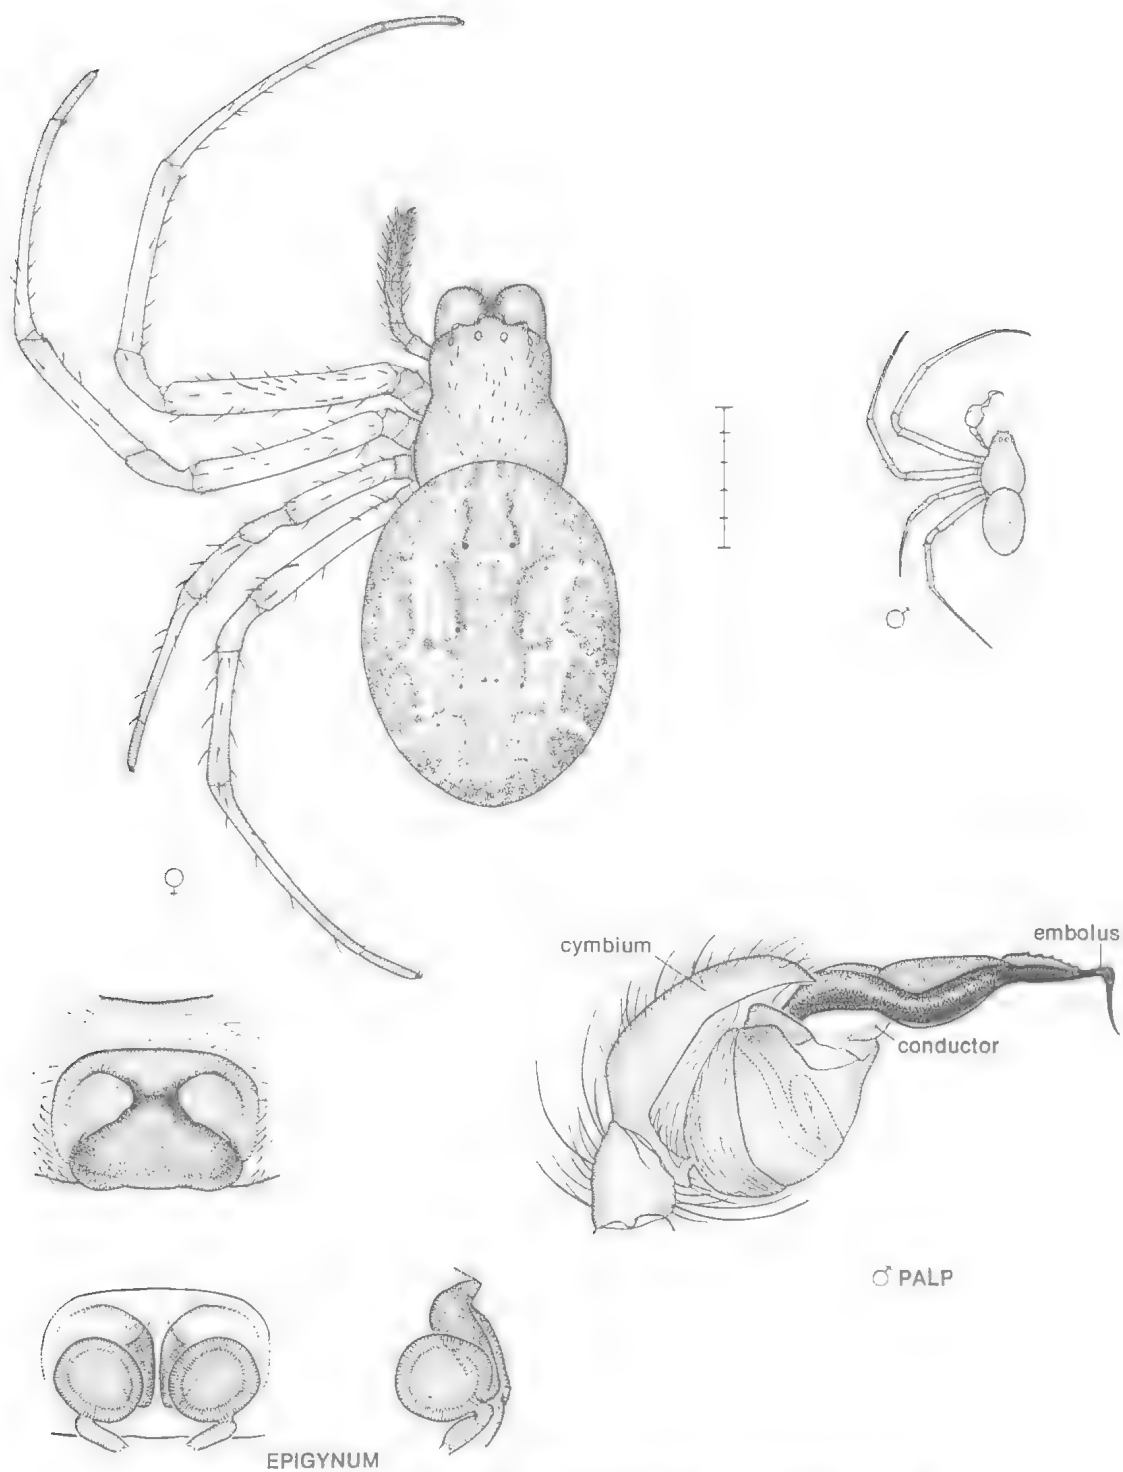 ♂
♀
cymbium
embolus
conductor
♂ PALP
EPIGYNUM